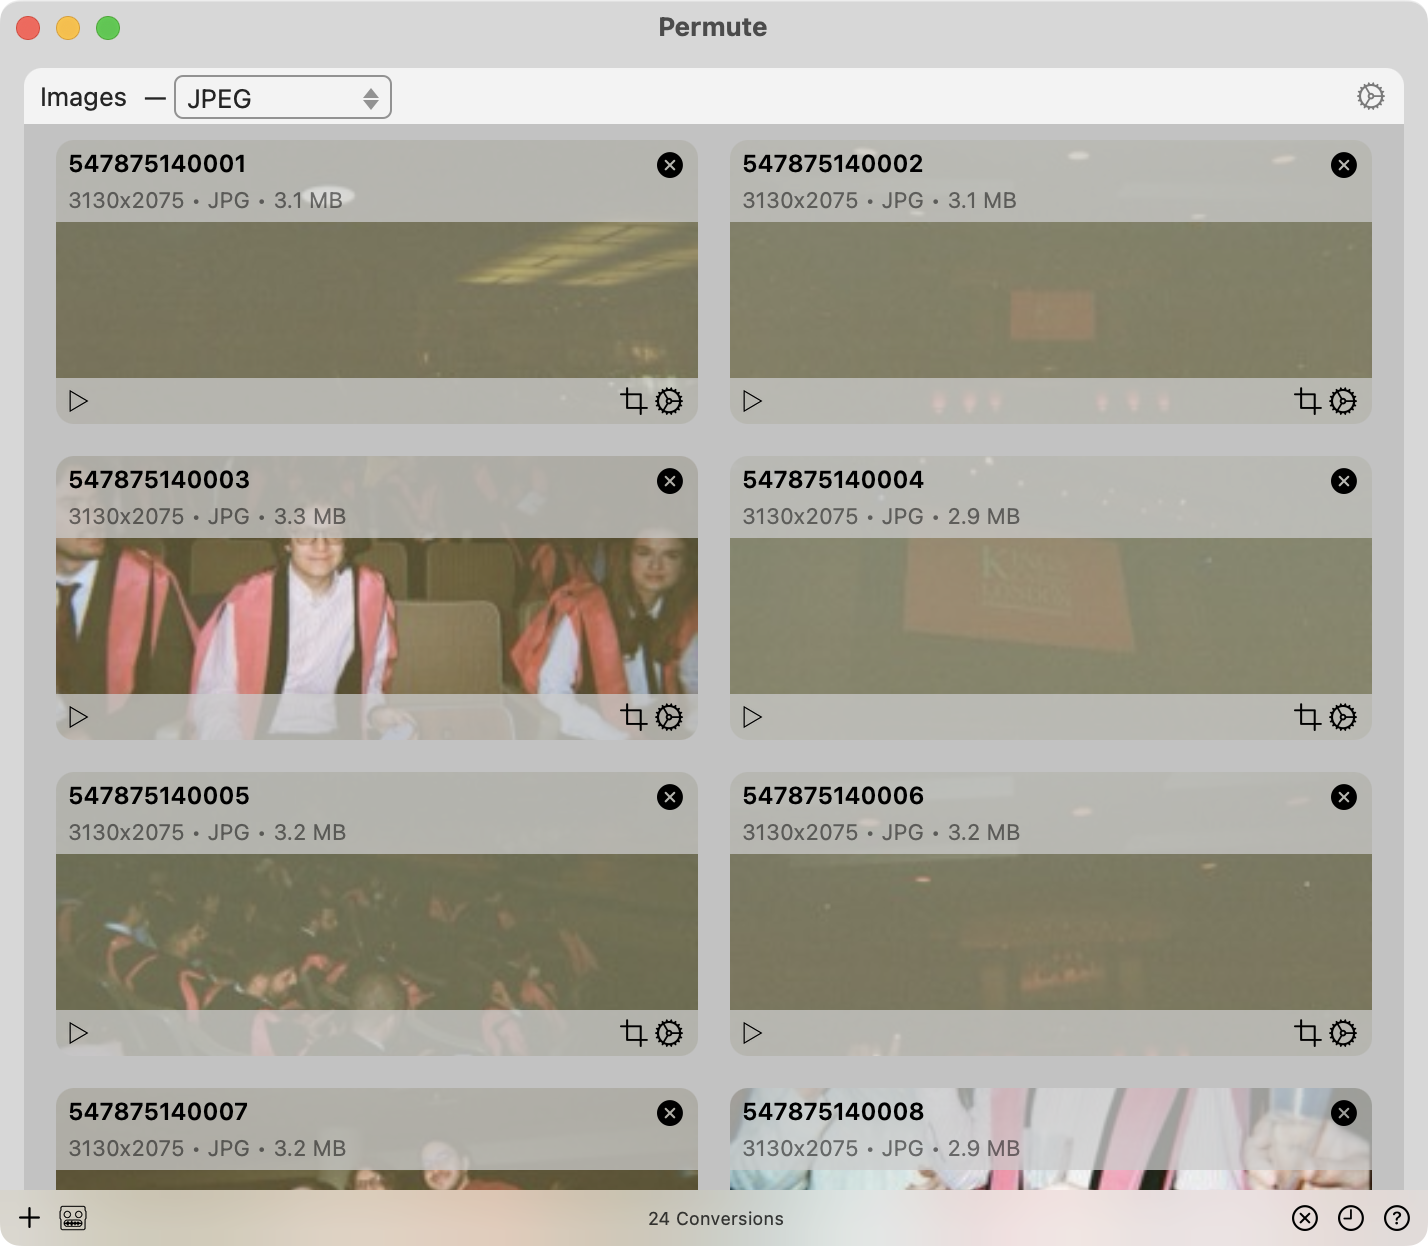 Permute
Images — JPEG
547875140001
3130x2075 • JPG • 3.1 MB
547875140002
3130x2075 • JPG • 3.1 MB
547875140003
3130x2075 • JPG • 3.3 MB
547875140004
3130x2075 • JPG • 2.9 MB
KING'S
LONDON
547875140005
3130x2075 • JPG • 3.2 MB
547875140006
3130x2075 • JPG • 3.2 MB
547875140007
3130x2075 • JPG • 3.2 MB
547875140008
3130x2075 • JPG • 2.9 MB
24 Conversions